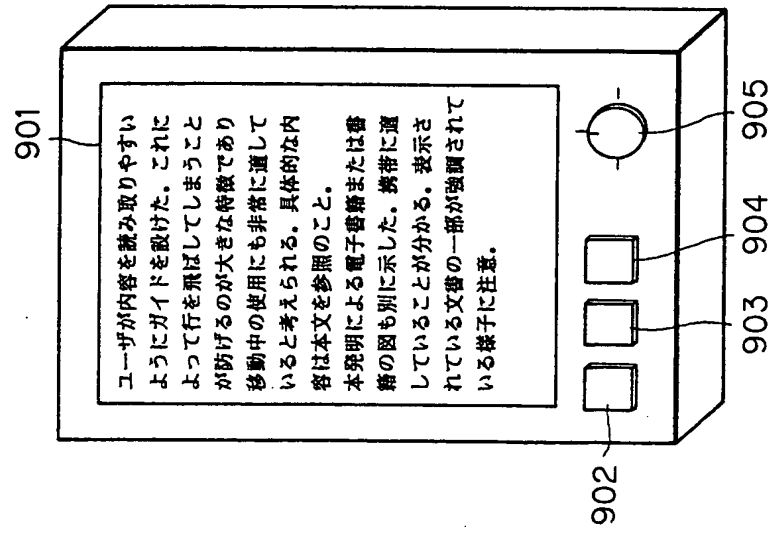 901
ユーザが内容を読み取りやすい
ようにガイドを設けた。これに
よって行を飛ばしてしまうこと
が防げるのが大きな特徴であり
移動中の使用にも非常に適して
いると考えられる。具体的な内
容は本文を参照のこと。
本発明による電子書籍または書
籍の図も別に示した。携帯に適
していることが分かる。表示さ
れている文書の一部が強調されて
いる様子に注意。
902
903
904
905